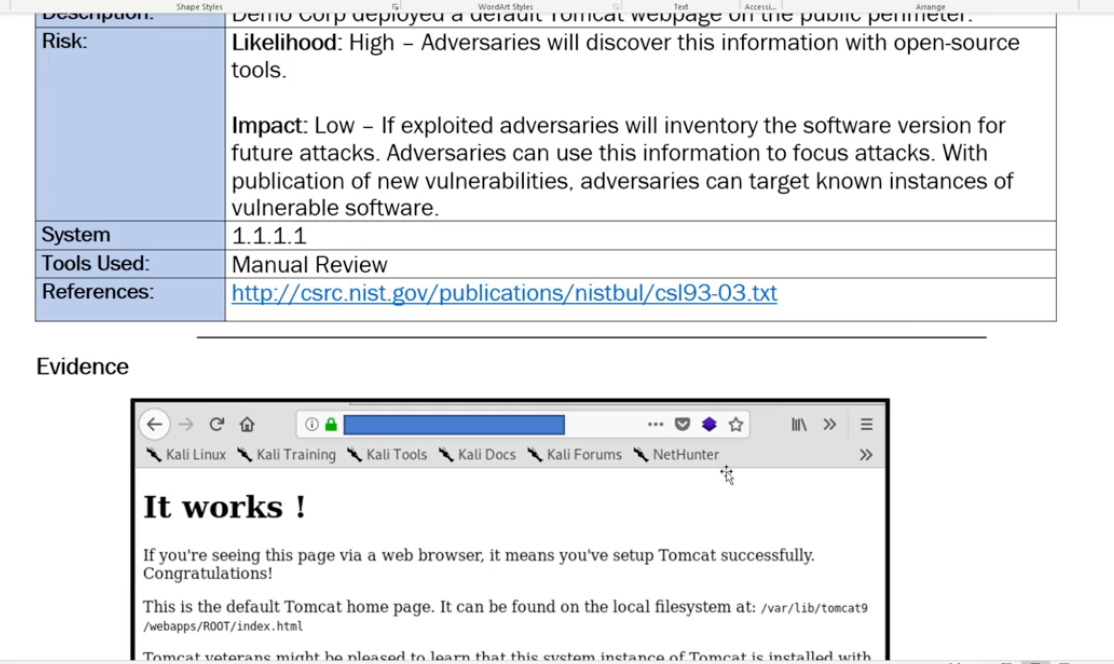 Shape Styles WordArt Styles Text Accessi... Arrange
Description: Demo Corp deployed a default Tomcat webpage on the public perimeter.
Risk: Likelihood: High – Adversaries will discover this information with open-source
tools.
Impact: Low – If exploited adversaries will inventory the software version for
future attacks. Adversaries can use this information to focus attacks. With
publication of new vulnerabilities, adversaries can target known instances of
vulnerable software.
System 1.1.1.1
Tools Used: Manual Review
References: http://csrc.nist.gov/publications/nistbul/csl93-03.txt
Evidence
Kali Linux Kali Training Kali Tools Kali Docs Kali Forums NetHunter
It works !
If you're seeing this page via a web browser, it means you've setup Tomcat successfully.
Congratulations!
This is the default Tomcat home page. It can be found on the local filesystem at: /var/lib/tomcat9
/webapps/ROOT/index.html
Tomcat veterans might be pleased to learn that this system instance of Tomcat is installed with